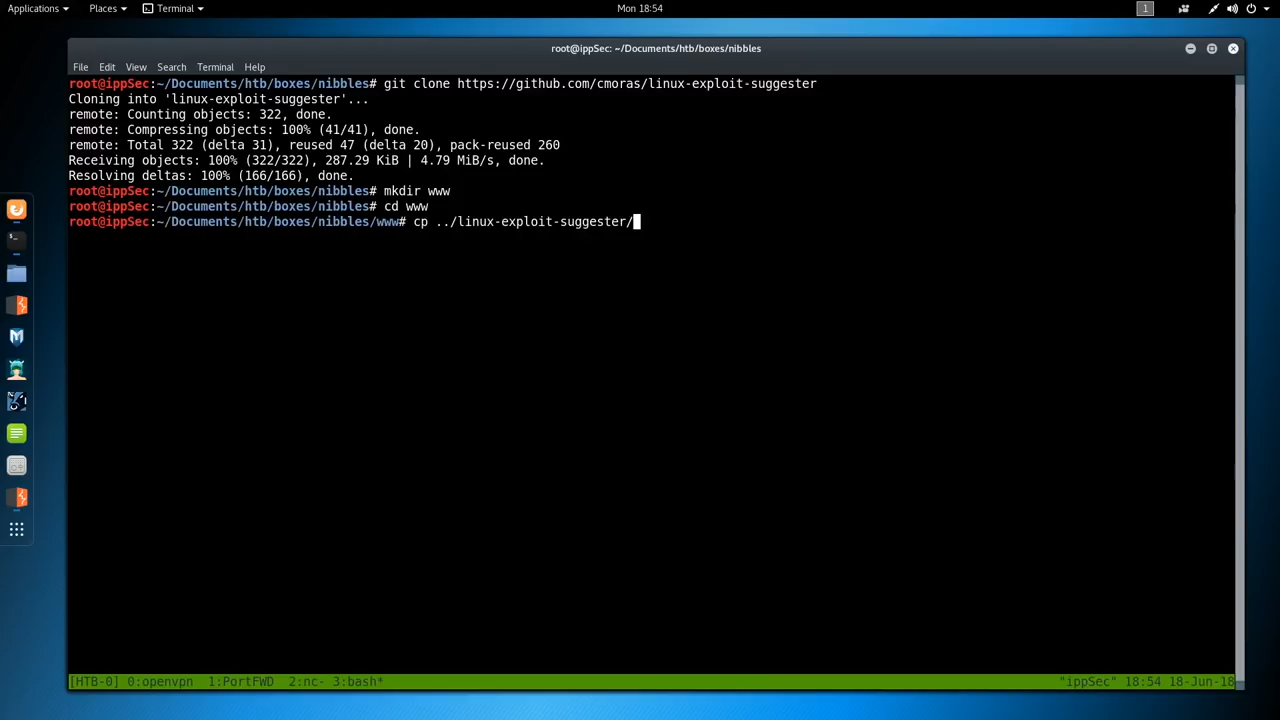 Applications Places Terminal Mon 18:54 1
root@ippSec: ~/Documents/htb/boxes/nibbles
File Edit View Search Terminal Help
root@ippSec:~/Documents/htb/boxes/nibbles# git clone https://github.com/cmoras/linux-exploit-suggester
Cloning into 'linux-exploit-suggester'...
remote: Counting objects: 322, done.
remote: Compressing objects: 100% (41/41), done.
remote: Total 322 (delta 31), reused 47 (delta 20), pack-reused 260
Receiving objects: 100% (322/322), 287.29 KiB | 4.79 MiB/s, done.
Resolving deltas: 100% (166/166), done.
root@ippSec:~/Documents/htb/boxes/nibbles# mkdir www
root@ippSec:~/Documents/htb/boxes/nibbles# cd www
root@ippSec:~/Documents/htb/boxes/nibbles/www# cp ../linux-exploit-suggester/
[HTB-0] 0:openvpn 1:PortFWD 2:nc- 3:bash* "ippSec" 18:54 18-Jun-18